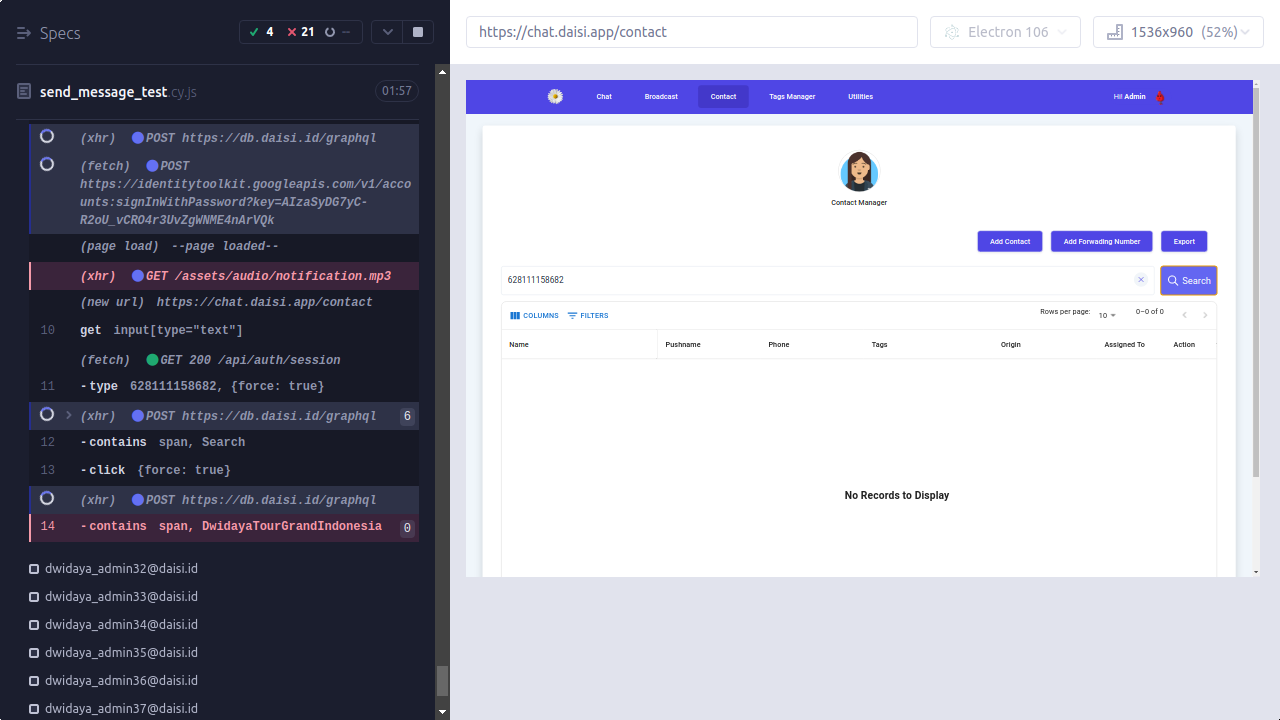 Specs
4
21
--
send_message_test.cy.js
01:57
(xhr) POST https://db.daisi.id/graphql
(fetch) POST
https://identitytoolkit.googleapis.com/v1/acco
unts:signInWithPassword?key=AIzaSyDG7yC-
R2oU_vCRO4r3UvZgWNME4nArVQk
(page load) --page loaded--
(xhr) GET /assets/audio/notification.mp3
(new url) https://chat.daisi.app/contact
10 get input[type="text"]
(fetch) GET 200 /api/auth/session
11 -type 628111158682, {force: true}
(xhr) POST https://db.daisi.id/graphql 6
12 -contains span, Search
13 -click {force: true}
(xhr) POST https://db.daisi.id/graphql
14 -contains span, DwidayaTourGrandIndonesia 0
dwidaya_admin32@daisi.id
dwidaya_admin33@daisi.id
dwidaya_admin34@daisi.id
dwidaya_admin35@daisi.id
dwidaya_admin36@daisi.id
dwidaya_admin37@daisi.id
https://chat.daisi.app/contact
Electron 106
1536x960 (52%)
Chat Broadcast Contact Tags Manager Utilities Hi! Admin
Contact Manager
Add Contact Add Forwading Number Export
628111158682
Search
COLUMNS FILTERS Rows per page: 10 0–0 of 0
Name Pushname Phone Tags Origin Assigned To Action
No Records to Display